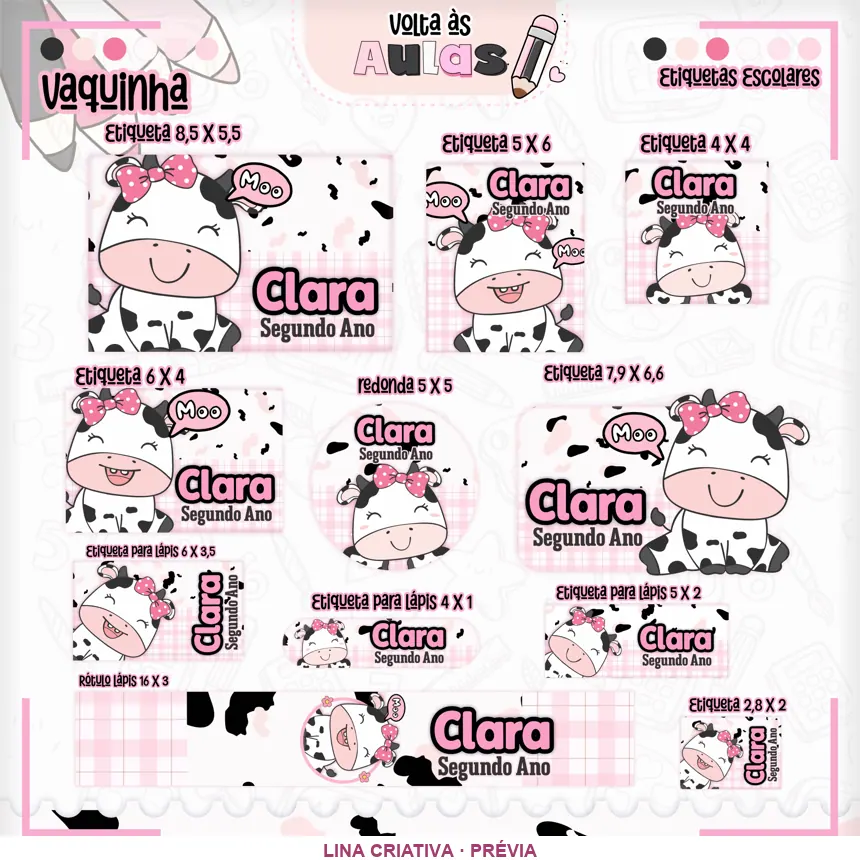 Volta às
Aulas
Vaquinha
Etiquetas Escolares
Etiqueta 8,5 X 5,5
Moo
Clara
Segundo Ano
Etiqueta 5 X 6
Moo
Clara
Segundo Ano
Moo
Etiqueta 4 X 4
Clara
Segundo Ano
Etiqueta 6 X 4
Moo
Clara
Segundo Ano
redonda 5 X 5
Clara
Segundo Ano
Etiqueta 7,9 X 6,6
Moo
Clara
Segundo Ano
Etiqueta para lápis 6 X 3,5
Clara
Segundo Ano
Etiqueta para Lápis 4 X 1
Clara
Segundo Ano
Etiqueta para Lápis 5 X 2
Clara
Segundo Ano
Rótulo Lápis 16 X 3
Moo
Clara
Segundo Ano
Etiqueta 2,8 X 2
Clara
Segundo Ano
LINA CRIATIVA · PRÉVIA